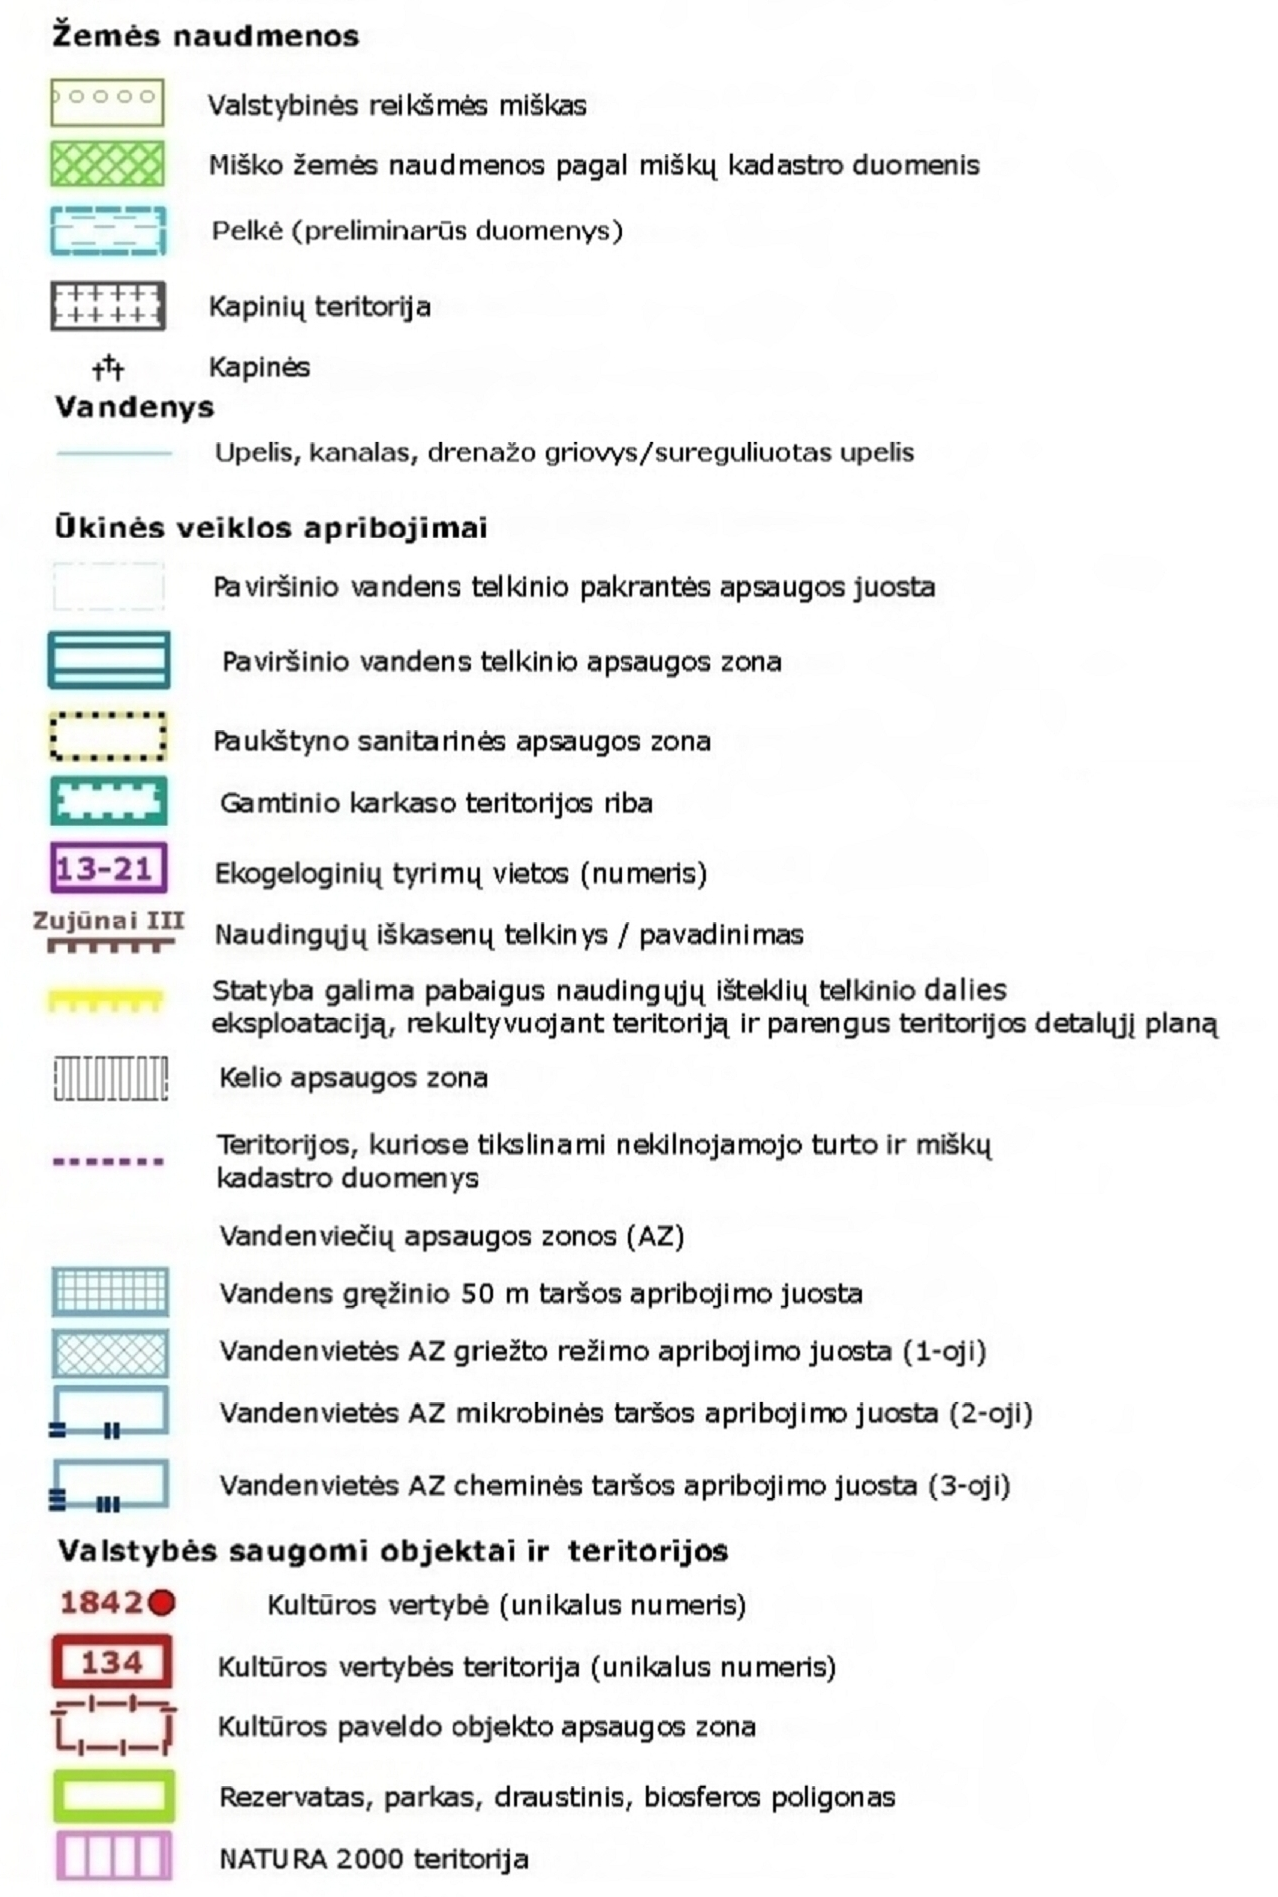 Žemės naudmenos
Valstybinės reikšmės miškas
Miško žemės naudmenos pagal miškų kadastro duomenis
Pelkė (preliminarūs duomenys)
Kapinių teritorija
Kapinės
Vandenys
Upelis, kanalas, drenažo griovys/sureguliuotas upelis
Ūkinės veiklos apribojimai
Paviršinio vandens telkinio pakrantės apsaugos juosta
Paviršinio vandens telkinio apsaugos zona
Paukštyno sanitarinės apsaugos zona
Gamtinio karkaso teritorijos riba
13-21 Ekogeloginių tyrimų vietos (numeris)
Zujūnai III Naudingųjų iškasenų telkinys / pavadinimas
Statyba galima pabaigus naudingųjų išteklių telkinio dalies
eksploataciją, rekultyvuojant teritoriją ir parengus teritorijos detalųjį planą
Kelio apsaugos zona
Teritorijos, kuriose tikslinami nekilnojamojo turto ir miškų
kadastro duomenys
Vandenviečių apsaugos zonos (AZ)
Vandens gręžinio 50 m taršos apribojimo juosta
Vandenvietės AZ griežto režimo apribojimo juosta (1-oji)
Vandenvietės AZ mikrobinės taršos apribojimo juosta (2-oji)
Vandenvietės AZ cheminės taršos apribojimo juosta (3-oji)
Valstybės saugomi objektai ir teritorijos
1842 Kultūros vertybė (unikalus numeris)
134 Kultūros vertybės teritorija (unikalus numeris)
Kultūros paveldo objekto apsaugos zona
Rezervatas, parkas, draustinis, biosferos poligonas
NATURA 2000 teritorija